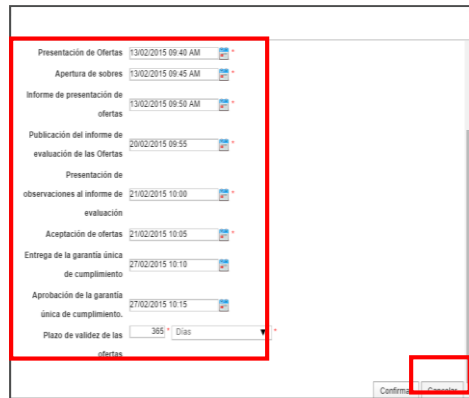 Presentación de Ofertas 13/02/2015 09:40 AM *
Apertura de sobres 13/02/2015 09:45 AM *
Informe de presentación de
ofertas 13/02/2015 09:50 AM *
Publicación del informe de
evaluación de las Ofertas 20/02/2015 09:55 *
Presentación de
observaciones al informe de
evaluación 21/02/2015 10:00 *
Aceptación de ofertas 21/02/2015 10:05 *
Entrega de la garantía única
de cumplimiento 27/02/2015 10:10
Aprobación de la garantía
única de cumplimiento. 27/02/2015 10:15
Plazo de validez de las
ofertas 365 * Días *
Confirmar Cancelar